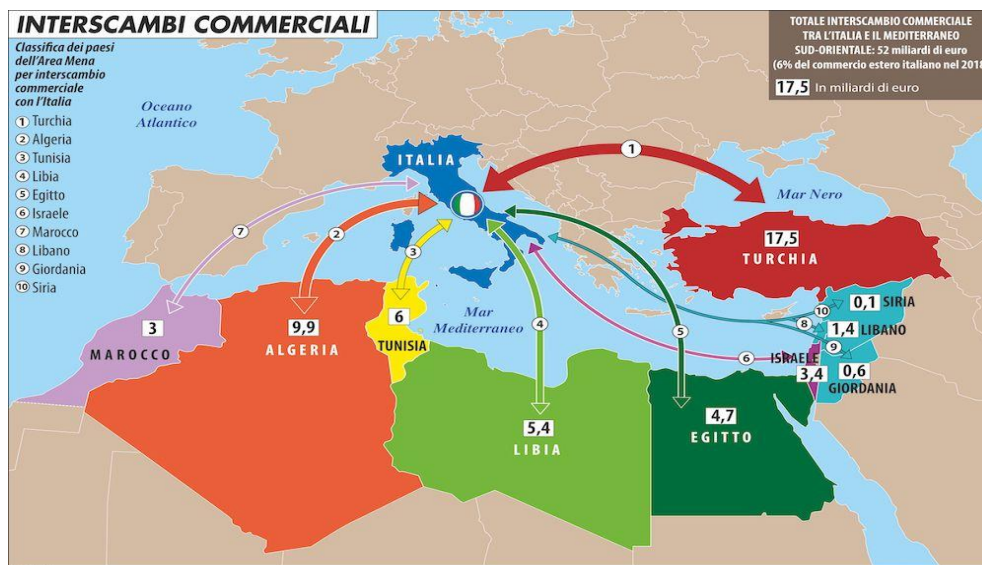 INTERSCAMBI COMMERCIALI
Classifica dei paesi
dell'Area Mena
per interscambio
commerciale
con l'Italia
1 Turchia
2 Algeria
3 Tunisia
4 Libia
5 Egitto
6 Israele
7 Marocco
8 Libano
9 Giordania
10 Siria
TOTALE INTERSCAMBIO COMMERCIALE
TRA L'ITALIA E IL MEDITERRANEO
SUD-ORIENTALE: 52 miliardi di euro
(6% del commercio estero italiano nel 2018
17,5 In miliardi di euro
Oceano
Atlantico
ITALIA
1
Mar Nero
7
2
3
17,5
TURCHIA
0,1 SIRIA
10
1,4 LIBANO
8
9
ISRAELE
3,4
0,6
GIORDANIA
6
5
4
Mar
Mediterraneo
3
MAROCCO
9,9
ALGERIA
6
TUNISIA
5,4
LIBIA
4,7
EGITTO